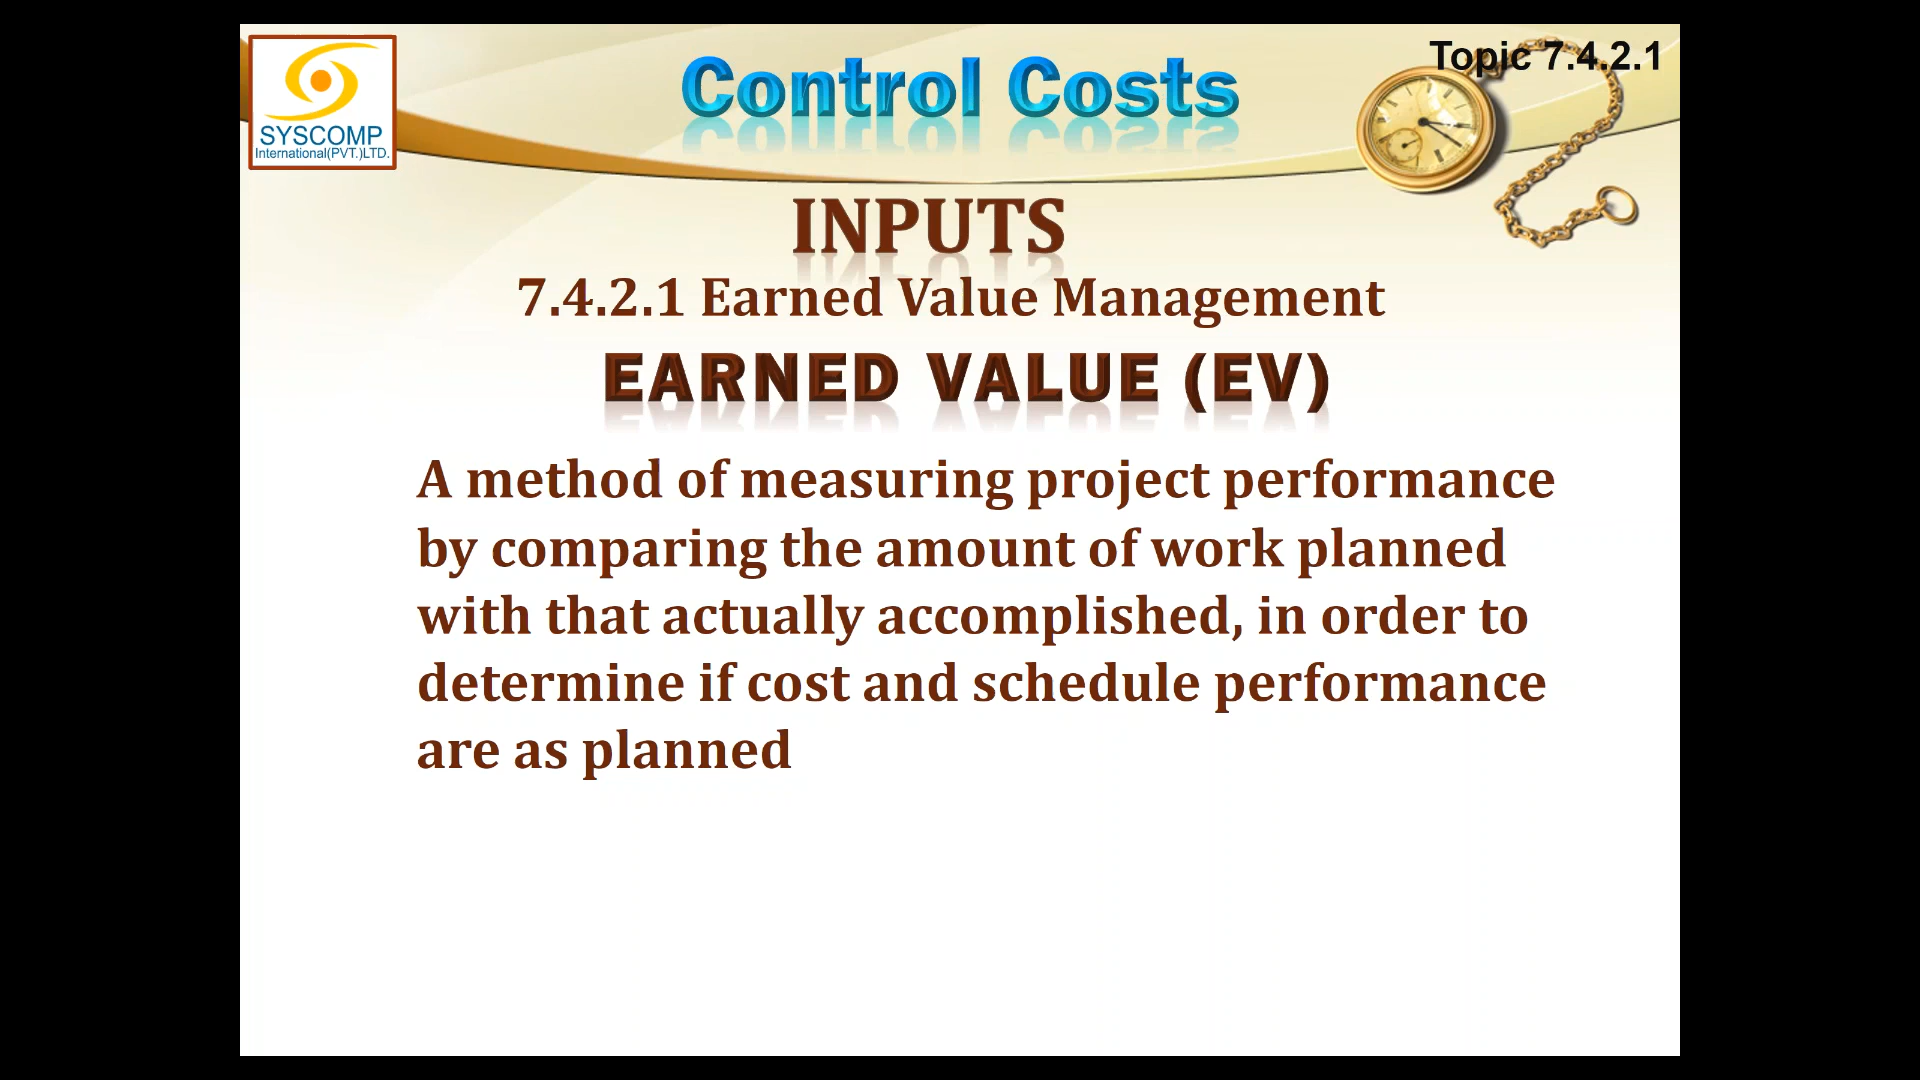 SYSCOMP
International(PVT.)LTD.
Control Costs
Topic 7.4.2.1
INPUTS
7.4.2.1 Earned Value Management
EARNED VALUE (EV)
A method of measuring project performance
by comparing the amount of work planned
with that actually accomplished, in order to
determine if cost and schedule performance
are as planned